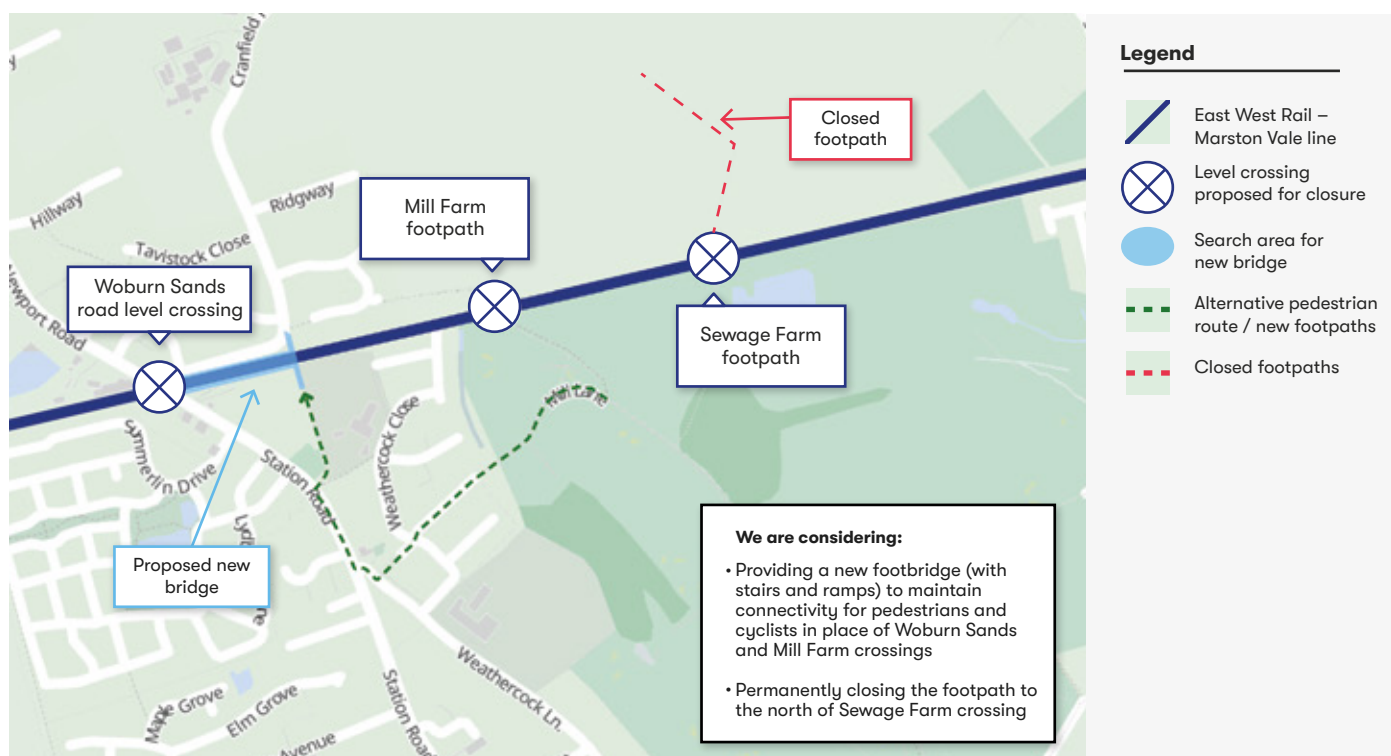 Cranfield
Closed
footpath
Ridgway
Hillway
Mill Farm
footpath
Tavistock Close
Newport Road
Woburn Sands
road level crossing
Sewage Farm
footpath
Mill Lane
Weathercock Close
Summerlin Drive
Station Road
Proposed new
bridge
Weathercock Ln.
Station Road
Maple Grove
Elm Grove
Avenue
We are considering:
• Providing a new footbridge (with
stairs and ramps) to maintain
connectivity for pedestrians and
cyclists in place of Woburn Sands
and Mill Farm crossings
• Permanently closing the footpath to
the north of Sewage Farm crossing
Legend
East West Rail –
Marston Vale line
Level crossing
proposed for closure
Search area for
new bridge
Alternative pedestrian
route / new footpaths
Closed footpaths